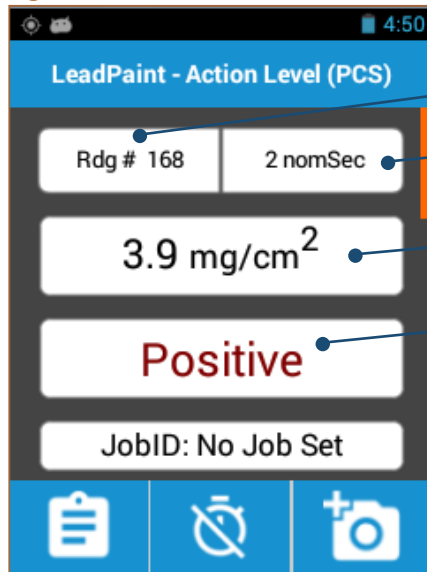 4:50
LeadPaint - Action Level (PCS)
Rdg # 168 2 nomSec
3.9 mg/cm²
Positive
JobID: No Job Set